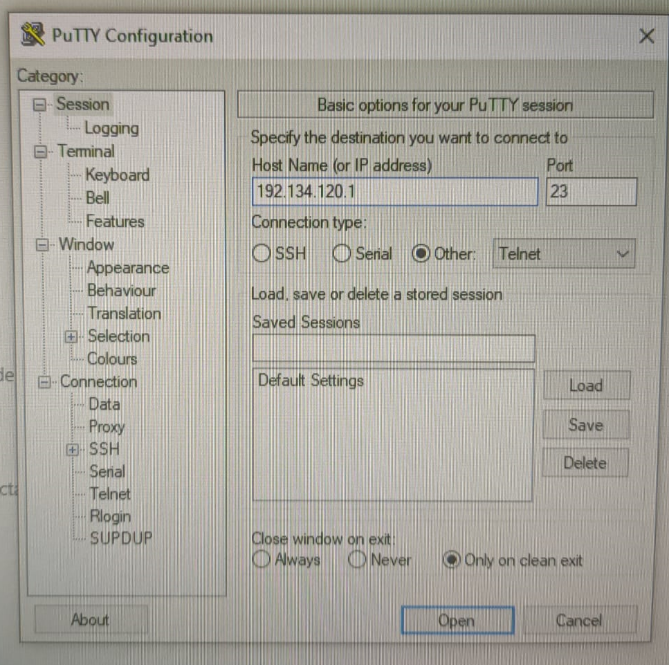 PuTTY Configuration
Category:
Session
Logging
Terminal
Keyboard
Bell
Features
Window
Appearance
Behaviour
Translation
Selection
Colours
Connection
Data
Proxy
SSH
Serial
Telnet
Rlogin
SUPDUP
Basic options for your PuTTY session
Specify the destination you want to connect to
Host Name (or IP address) Port
192.134.120.1 23
Connection type:
SSH Serial Other: Telnet
Load, save or delete a stored session
Saved Sessions
Default Settings
Load
Save
Delete
Close window on exit:
Always Never Only on clean exit
About Open Cancel